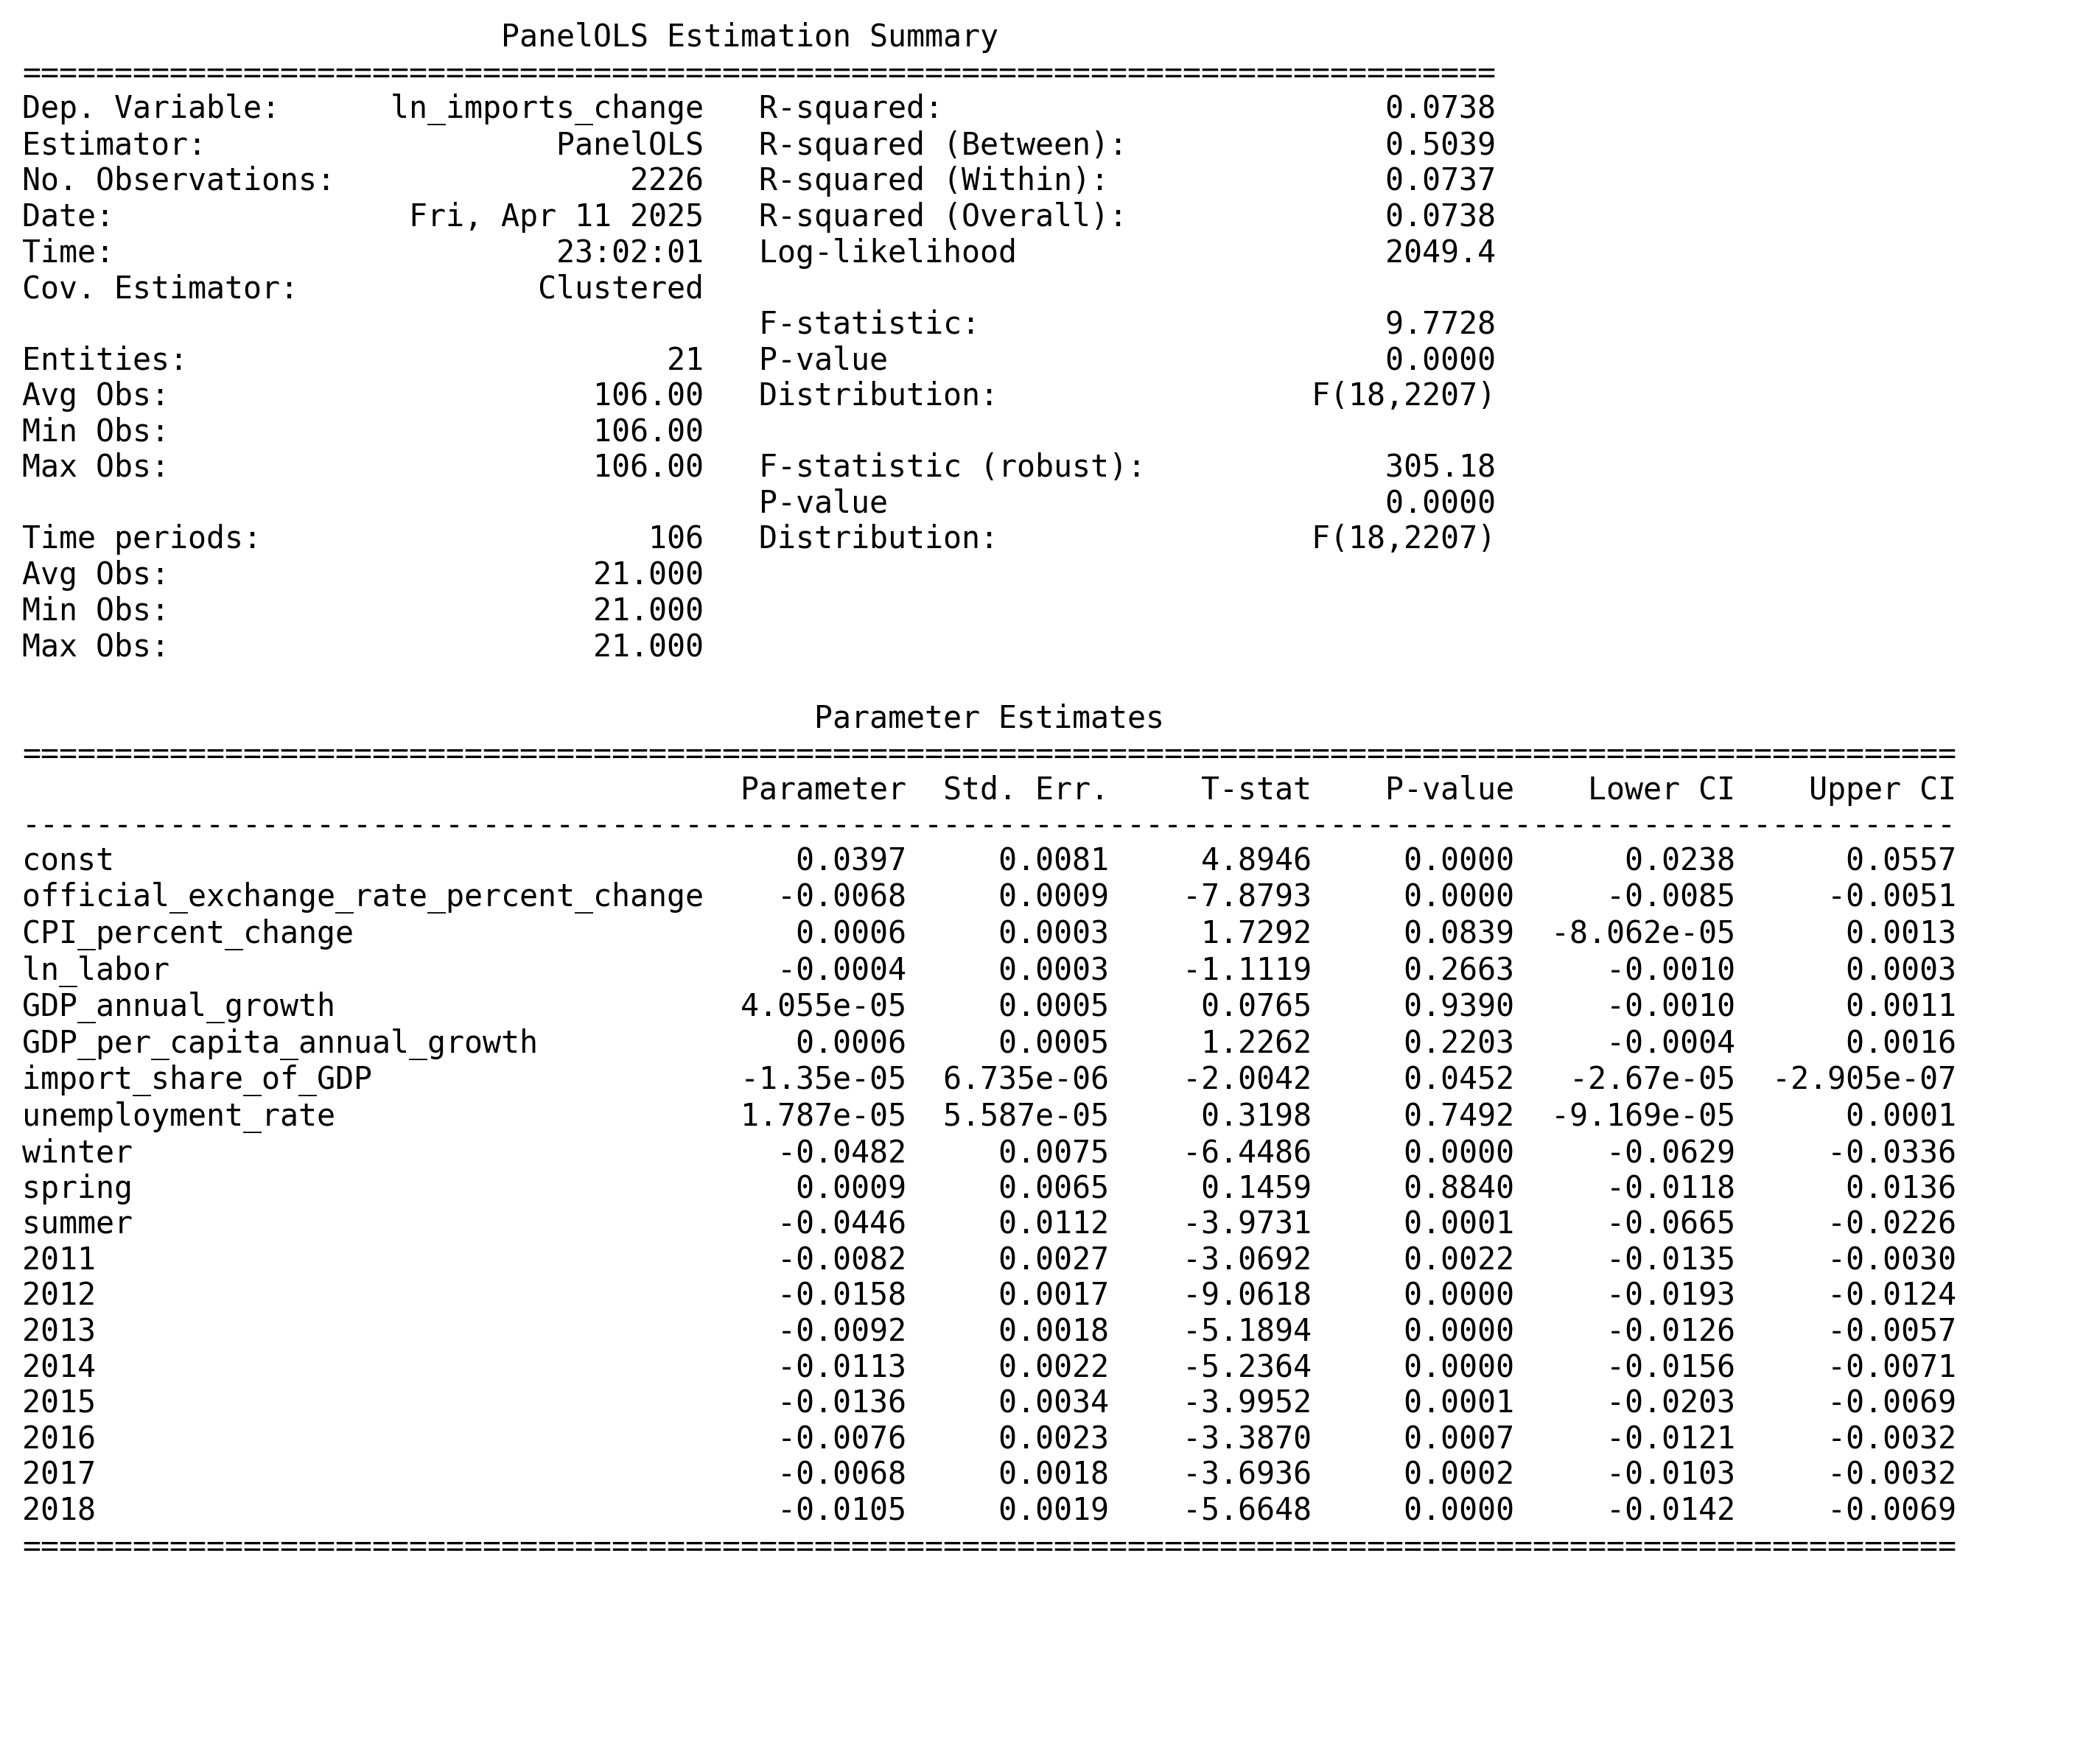 PanelOLS Estimation Summary
================================================================================
Dep. Variable:      ln_imports_change   R-squared:                        0.0738
Estimator:                   PanelOLS   R-squared (Between):              0.5039
No. Observations:                2226   R-squared (Within):               0.0737
Date:                Fri, Apr 11 2025   R-squared (Overall):              0.0738
Time:                        23:02:01   Log-likelihood                    2049.4
Cov. Estimator:             Clustered
                                        F-statistic:                      9.7728
Entities:                          21   P-value                           0.0000
Avg Obs:                       106.00   Distribution:                 F(18,2207)
Min Obs:                       106.00
Max Obs:                       106.00   F-statistic (robust):             305.18
                                        P-value                           0.0000
Time periods:                     106   Distribution:                 F(18,2207)
Avg Obs:                       21.000
Min Obs:                       21.000
Max Obs:                       21.000
Parameter Estimates
=========================================================================================================
                                       Parameter  Std. Err.     T-stat    P-value    Lower CI    Upper CI
---------------------------------------------------------------------------------------------------------
const                                     0.0397     0.0081     4.8946     0.0000      0.0238      0.0557
official_exchange_rate_percent_change    -0.0068     0.0009    -7.8793     0.0000     -0.0085     -0.0051
CPI_percent_change                        0.0006     0.0003     1.7292     0.0839  -8.062e-05      0.0013
ln_labor                                 -0.0004     0.0003    -1.1119     0.2663     -0.0010      0.0003
GDP_annual_growth                      4.055e-05     0.0005     0.0765     0.9390     -0.0010      0.0011
GDP_per_capita_annual_growth              0.0006     0.0005     1.2262     0.2203     -0.0004      0.0016
import_share_of_GDP                    -1.35e-05  6.735e-06    -2.0042     0.0452   -2.67e-05  -2.905e-07
unemployment_rate                      1.787e-05  5.587e-05     0.3198     0.7492  -9.169e-05      0.0001
winter                                   -0.0482     0.0075    -6.4486     0.0000     -0.0629     -0.0336
spring                                    0.0009     0.0065     0.1459     0.8840     -0.0118      0.0136
summer                                   -0.0446     0.0112    -3.9731     0.0001     -0.0665     -0.0226
2011                                     -0.0082     0.0027    -3.0692     0.0022     -0.0135     -0.0030
2012                                     -0.0158     0.0017    -9.0618     0.0000     -0.0193     -0.0124
2013                                     -0.0092     0.0018    -5.1894     0.0000     -0.0126     -0.0057
2014                                     -0.0113     0.0022    -5.2364     0.0000     -0.0156     -0.0071
2015                                     -0.0136     0.0034    -3.9952     0.0001     -0.0203     -0.0069
2016                                     -0.0076     0.0023    -3.3870     0.0007     -0.0121     -0.0032
2017                                     -0.0068     0.0018    -3.6936     0.0002     -0.0103     -0.0032
2018                                     -0.0105     0.0019    -5.6648     0.0000     -0.0142     -0.0069
=========================================================================================================